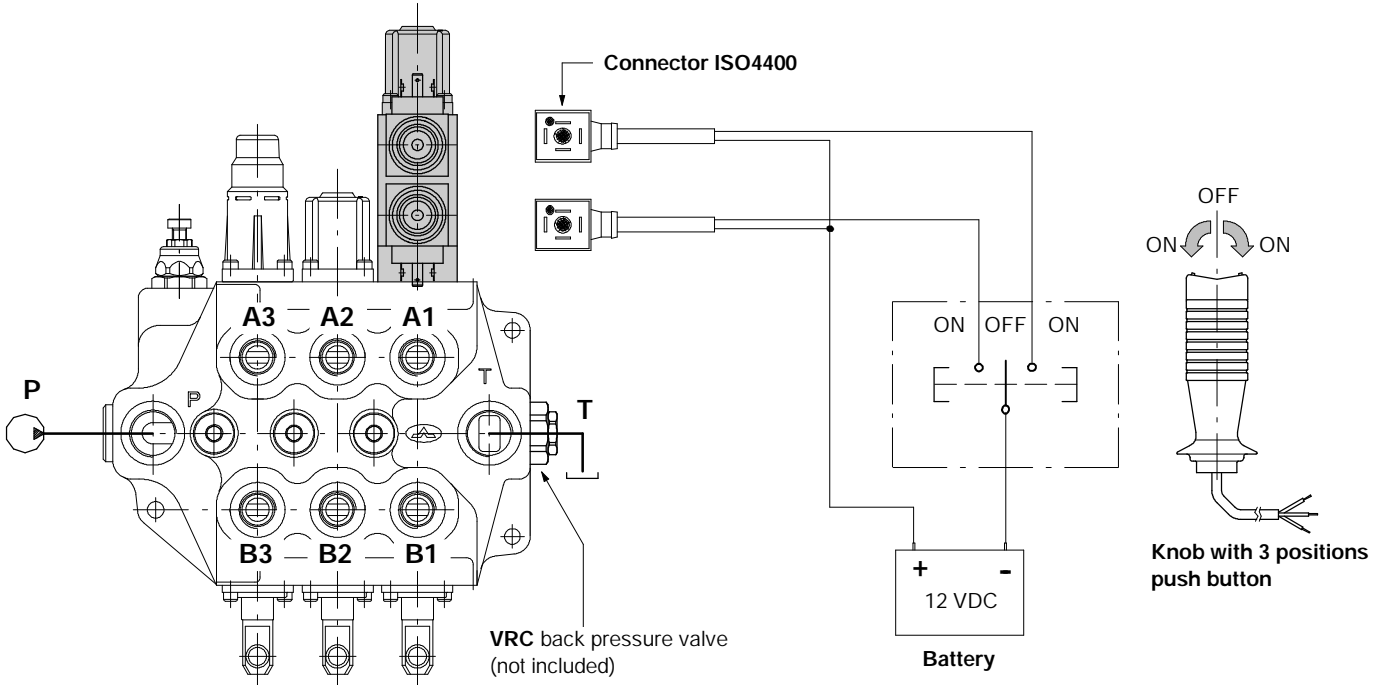 Connector ISO4400
OFF
ON ON
A3 A2 A1
ON OFF ON
P
P
T
T
B3 B2 B1
+ -
12 VDC
Battery
VRC back pressure valve
(not included)
Knob with 3 positions
push button